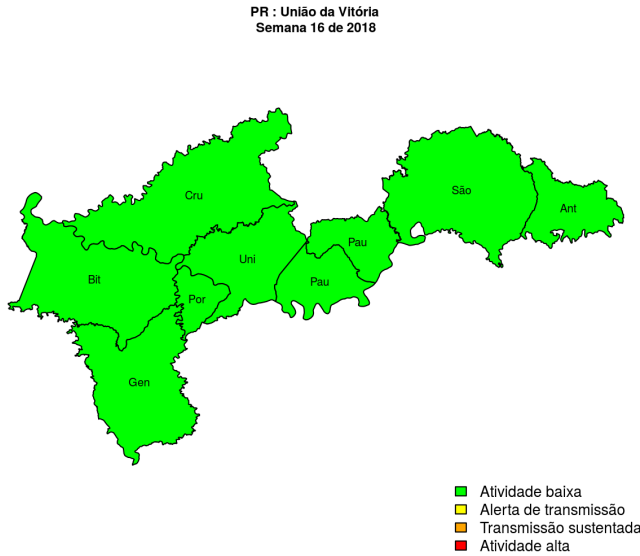 PR : União da Vitória
Semana 16 de 2018
Cru
São
Ant
Pau
Uni
Bit
Pau
Por
Gen
Atividade baixa
Alerta de transmissão
Transmissão sustentada
Atividade alta